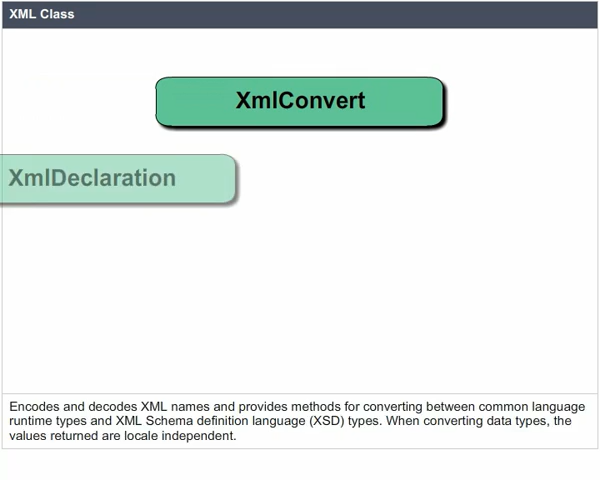 XML Class
XmlConvert
XmlDeclaration
Encodes and decodes XML names and provides methods for converting between common language
runtime types and XML Schema definition language (XSD) types. When converting data types, the
values returned are locale independent.